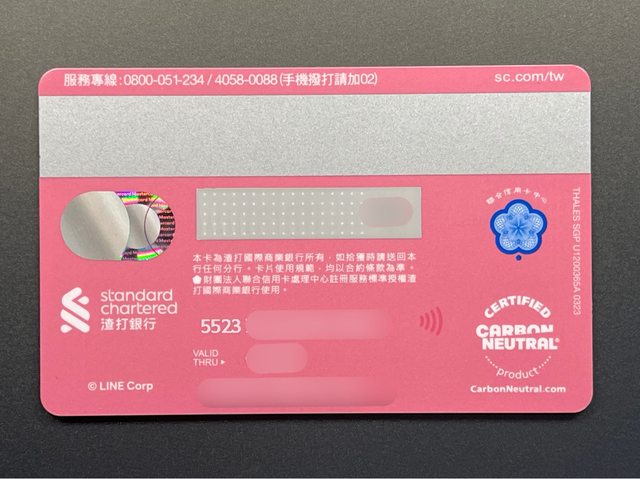 服務專線:0800-051-234 / 4058-0088 (手機撥打請加02)
sc.com/tw
聯合信用卡中心
THALES SGP U1200365A 0323
本卡為渣打國際商業銀行所有，如拾獲時請送回本
行任何分行。卡片使用規範，均以合約條款為準。
財團法人聯合信用卡處理中心註冊服務標準授權渣
打國際商業銀行使用。
standard
chartered
渣打銀行
5523
VALID
THRU
© LINE Corp
CERTIFIED
CARBON
NEUTRAL®
product
CarbonNeutral.com